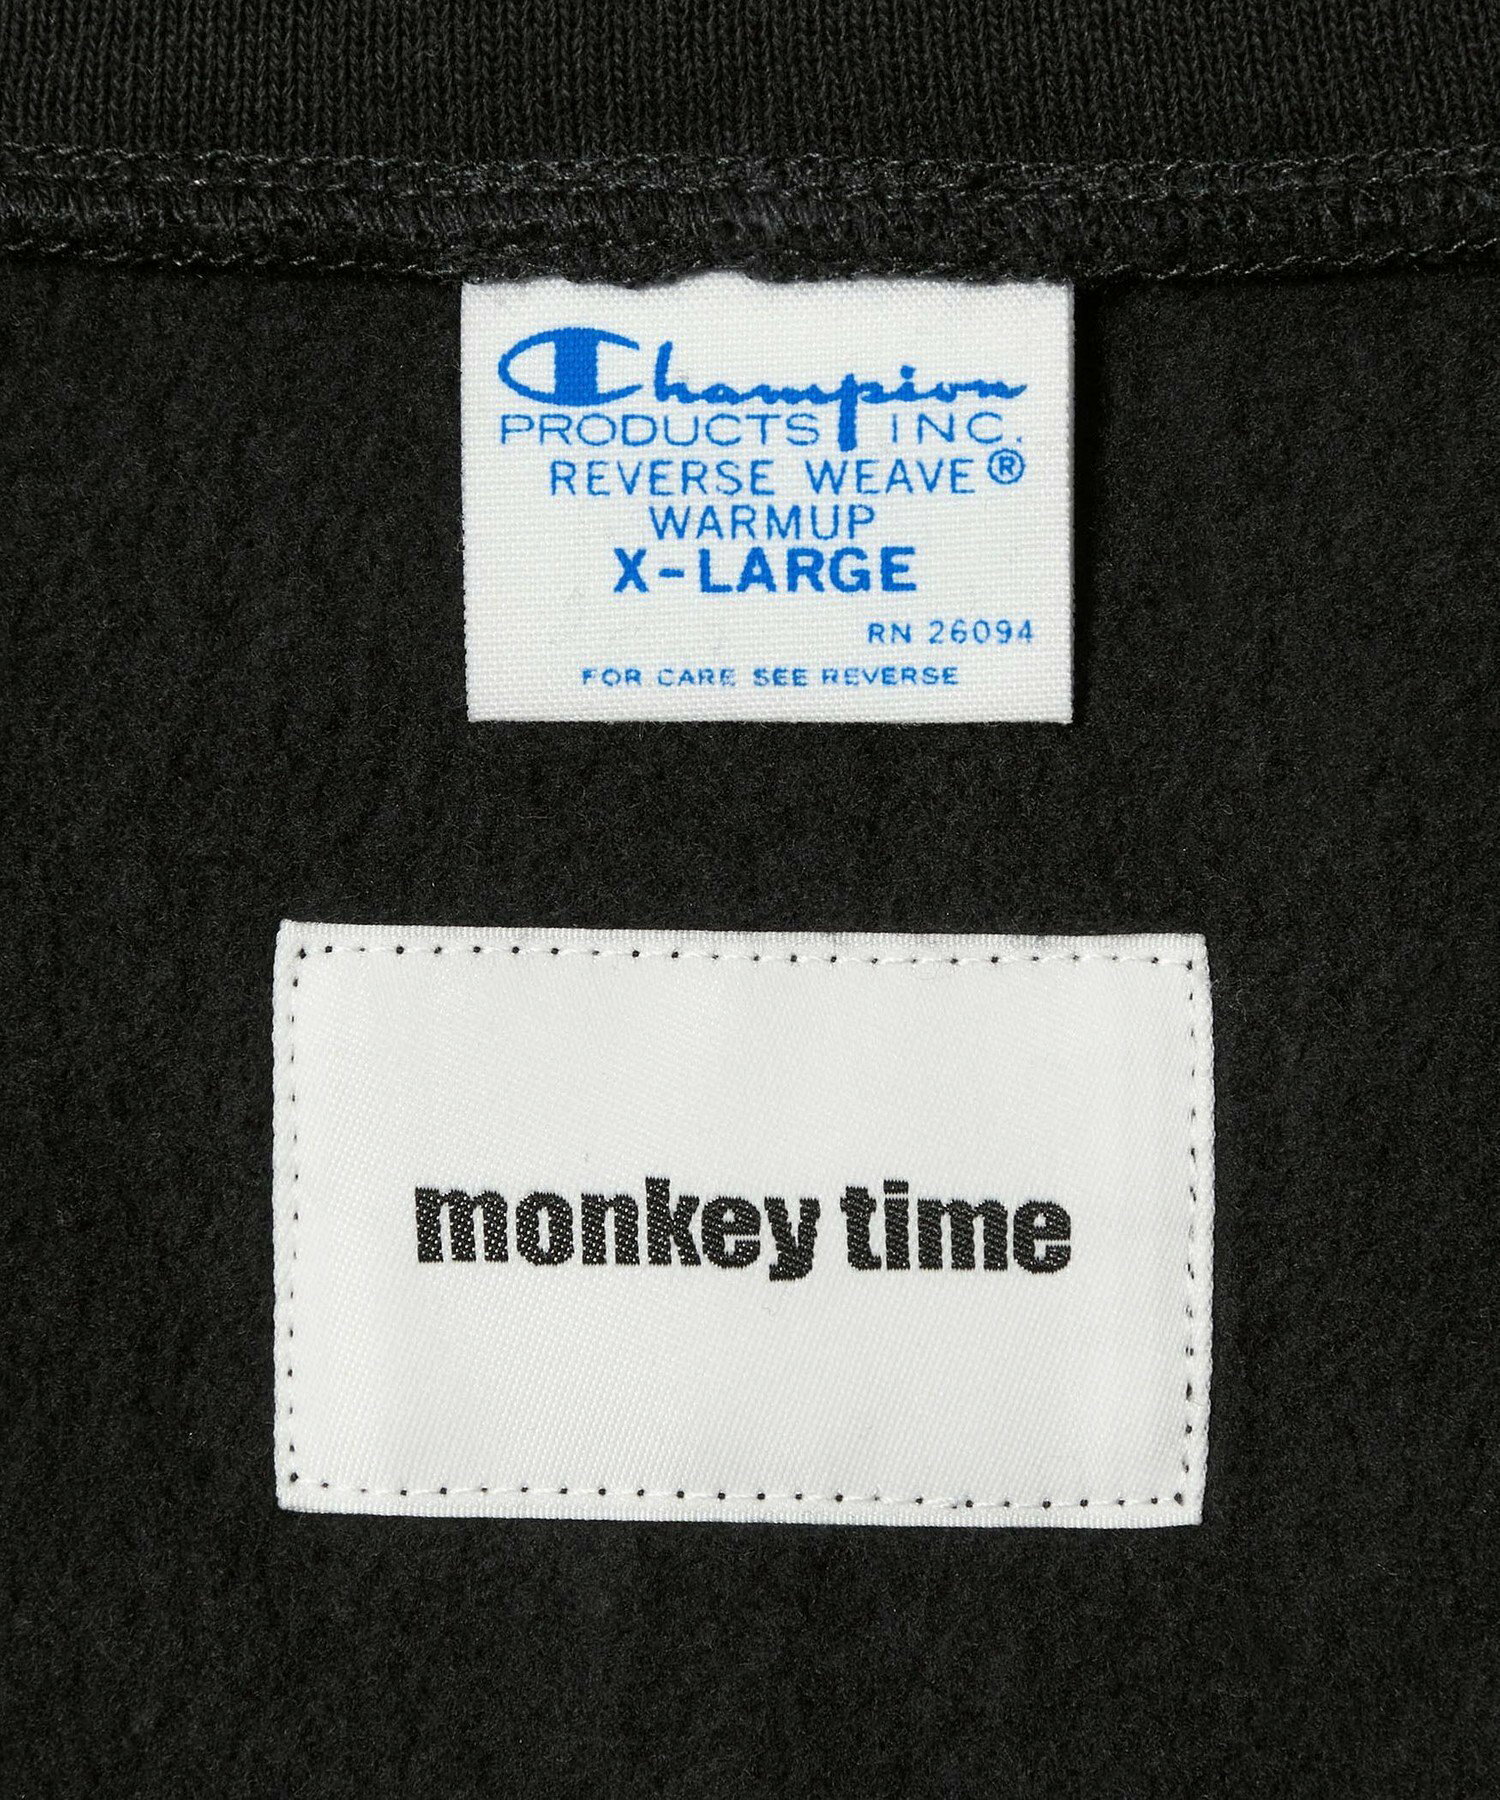 Champion
PRODUCTS INC.
REVERSE WEAVE®
WARMUP
X-LARGE
RN 26094
FOR CARE SEE REVERSE
monkey time